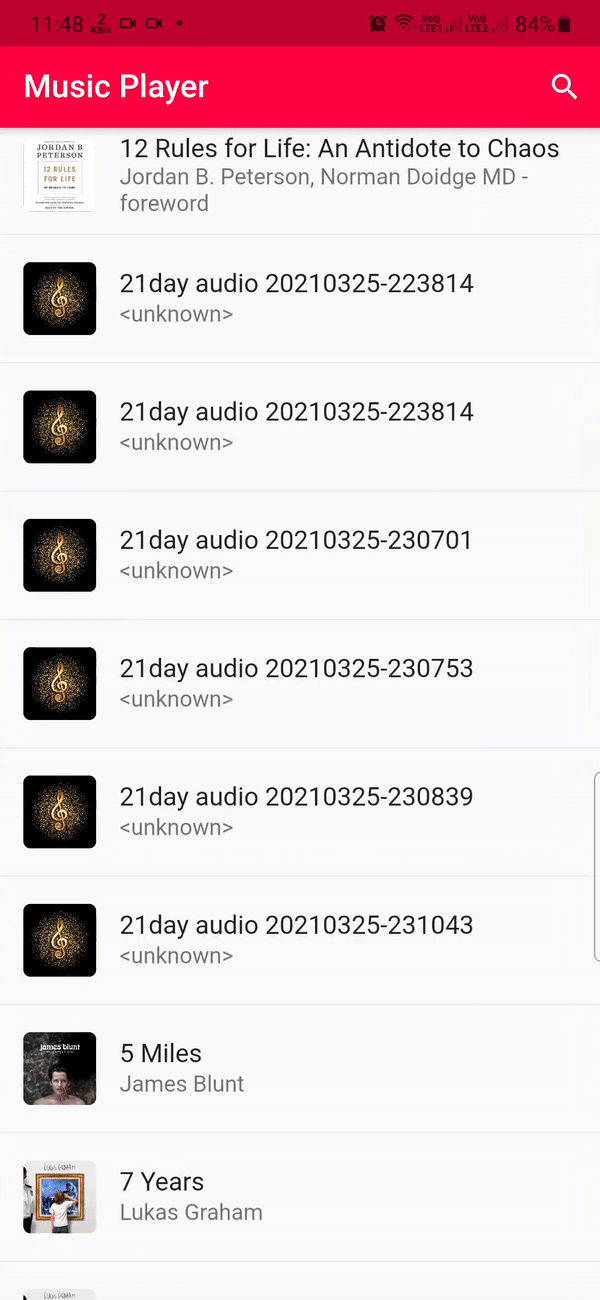 11:48 2 KB/s Vo)) LTE1 Vo)) LTE2 84%
Music Player
JORDAN B
PETERSON
12 RULES
FOR LIFE
12 Rules for Life: An Antidote to Chaos
Jordan B. Peterson, Norman Doidge MD -
foreword
21day audio 20210325-223814
<unknown>
21day audio 20210325-223814
<unknown>
21day audio 20210325-230701
<unknown>
21day audio 20210325-230753
<unknown>
21day audio 20210325-230839
<unknown>
21day audio 20210325-231043
<unknown>
james blunt
5 Miles
James Blunt
LUKAS GRAHAM
7 Years
Lukas Graham
LUKAS GRAHAM